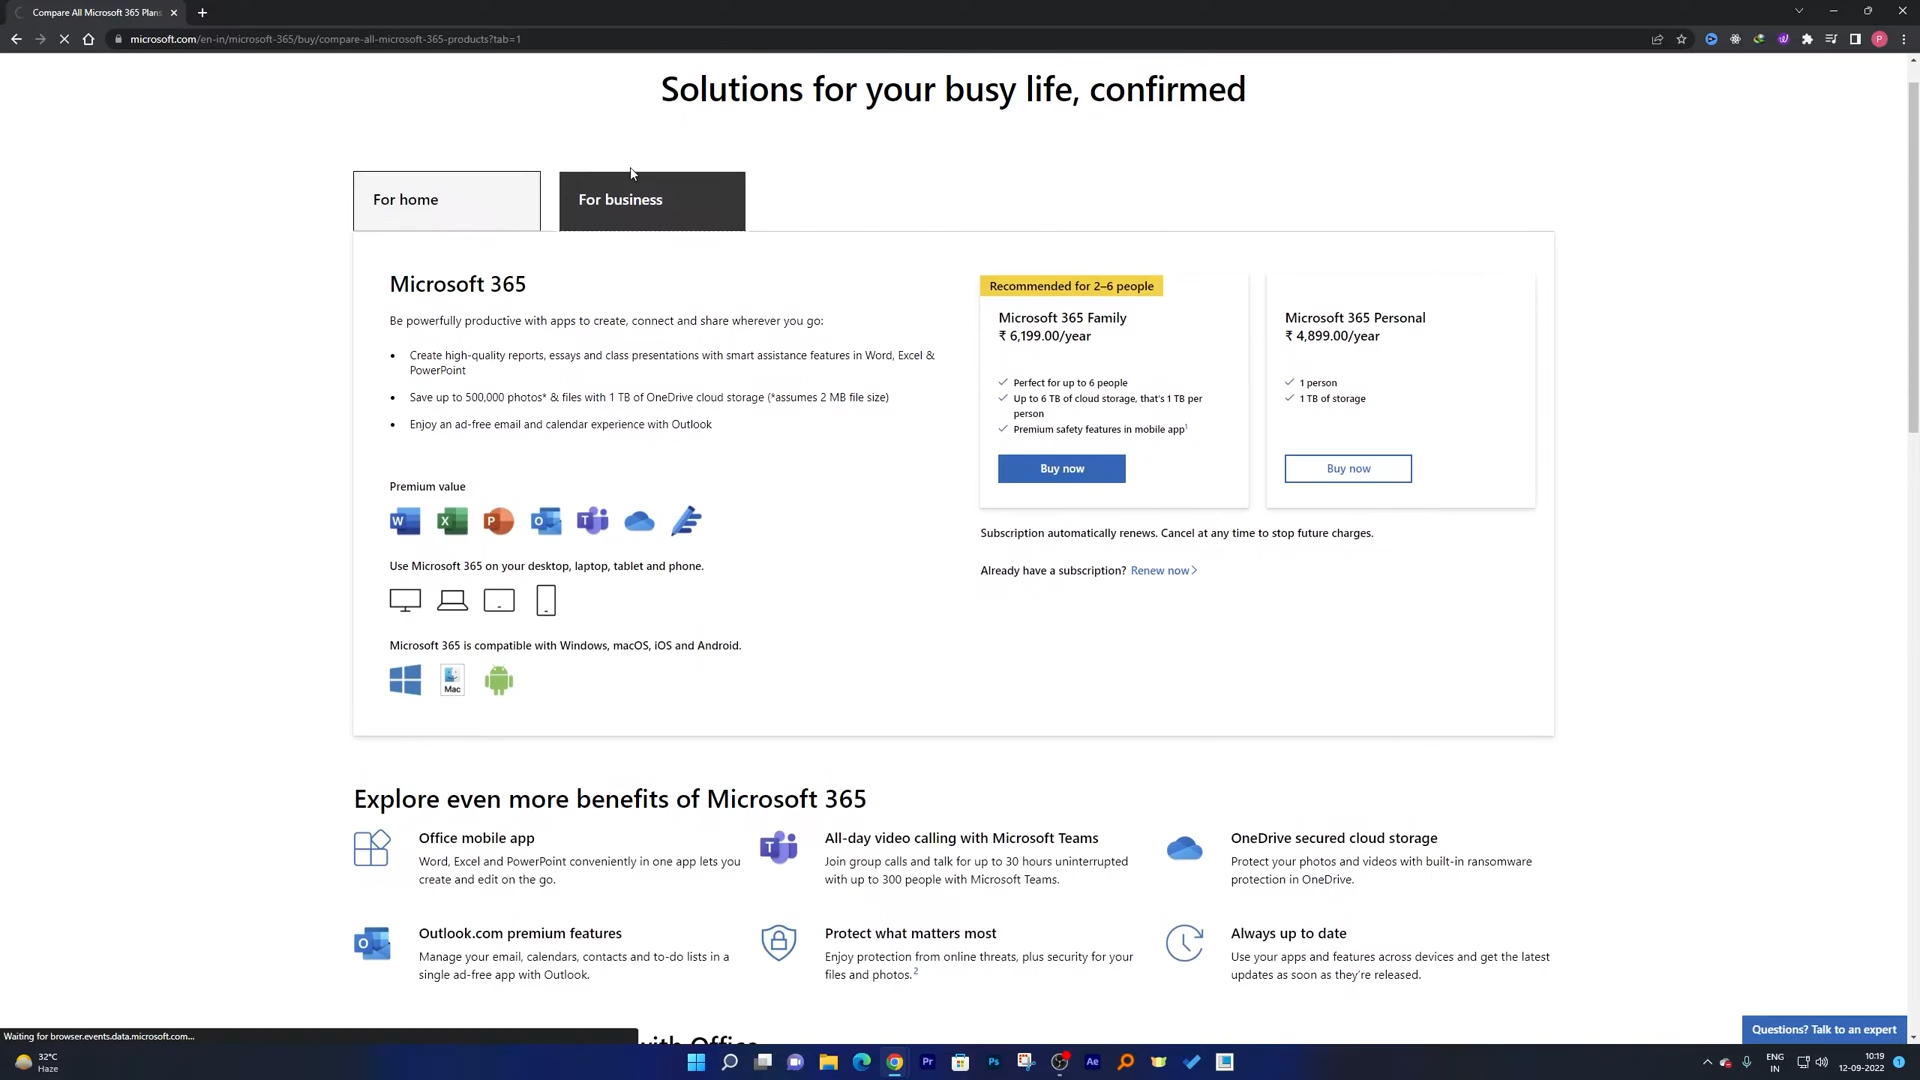 Compare All Microsoft 365 Plans
microsoft.com/en-in/microsoft-365/buy/compare-all-microsoft-365-products?tab=1
P
Solutions for your busy life, confirmed
For home
For business
Microsoft 365
Be powerfully productive with apps to create, connect and share wherever you go:
• Create high-quality reports, essays and class presentations with smart assistance features in Word, Excel &
PowerPoint
• Save up to 500,000 photos* & files with 1 TB of OneDrive cloud storage (*assumes 2 MB file size)
• Enjoy an ad-free email and calendar experience with Outlook
Premium value
W X P O T
Use Microsoft 365 on your desktop, laptop, tablet and phone.
Microsoft 365 is compatible with Windows, macOS, iOS and Android.
Mac
Recommended for 2–6 people
Microsoft 365 Family
₹ 6,199.00/year
Perfect for up to 6 people
Up to 6 TB of cloud storage, that's 1 TB per
person
Premium safety features in mobile app¹
Buy now
Microsoft 365 Personal
₹ 4,899.00/year
1 person
1 TB of storage
Buy now
Subscription automatically renews. Cancel at any time to stop future charges.
Already have a subscription? Renew now
Explore even more benefits of Microsoft 365
Office mobile app
Word, Excel and PowerPoint conveniently in one app lets you
create and edit on the go.
T
All-day video calling with Microsoft Teams
Join group calls and talk for up to 30 hours uninterrupted
with up to 300 people with Microsoft Teams.
OneDrive secured cloud storage
Protect your photos and videos with built-in ransomware
protection in OneDrive.
O
Outlook.com premium features
Manage your email, calendars, contacts and to-do lists in a
single ad-free app with Outlook.
Protect what matters most
Enjoy protection from online threats, plus security for your
files and photos.²
Always up to date
Use your apps and features across devices and get the latest
updates as soon as they're released.
Questions? Talk to an expert
Waiting for browser.events.data.microsoft.com...
with Office
32°C
Haze
Pr
Ps
Ae
ENG
IN
10:19
12-09-2022
1